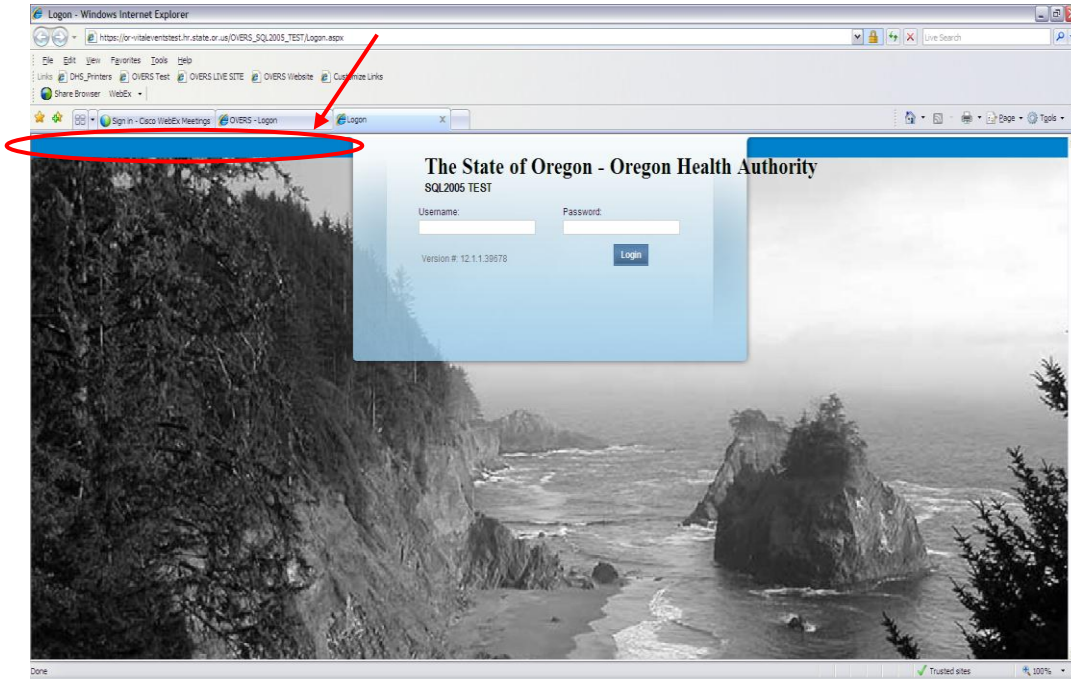 Logon - Windows Internet Explorer
https://or-vitaleventstest.hr.state.or.us/OVERS_SQL2005_TEST/Logon.aspx
Live Search
File Edit View Favorites Tools Help
Links DHS_Printers OVERS Test OVERS LIVE SITE OVERS Website Customize Links
Share Browser WebEx
Sign in - Cisco WebEx Meetings OVERS - Logon Logon X Page Tools
The State of Oregon - Oregon Health Authority
SQL2005 TEST
Username: Password:
Version #: 12.1.1.39678 Login
Done Trusted sites 100%